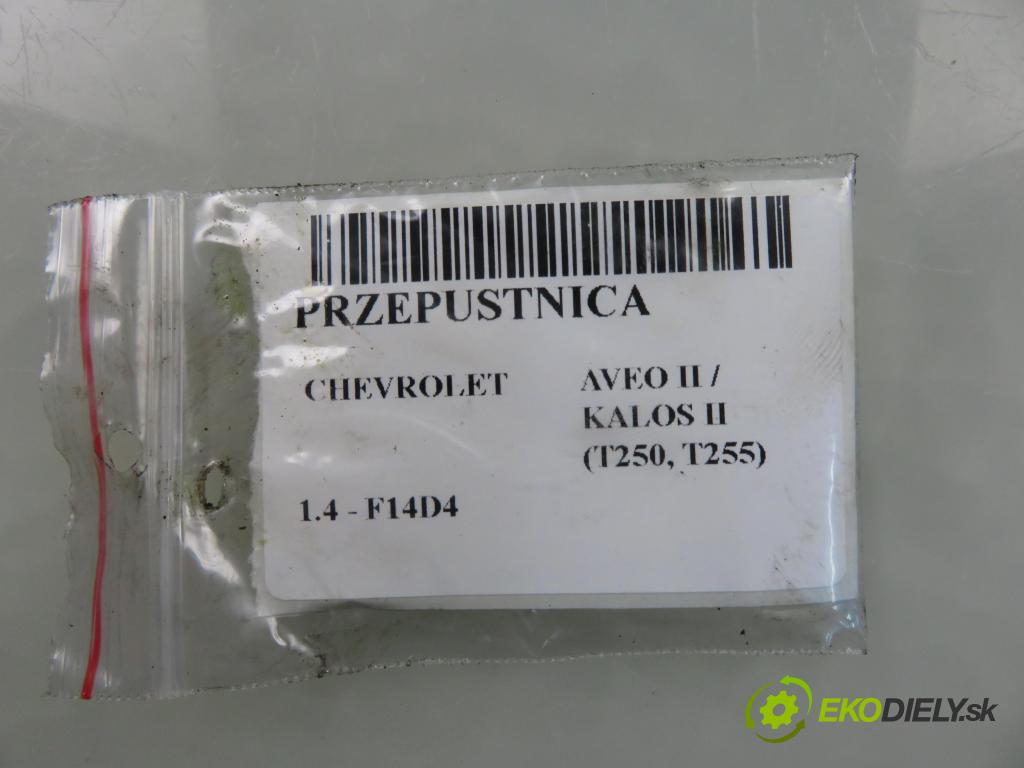 PRZEPUSTNICA
CHEVROLET
AVEO II /
KALOS II
(T250, T255)
1.4 - F14D4
EKODIELY.sk